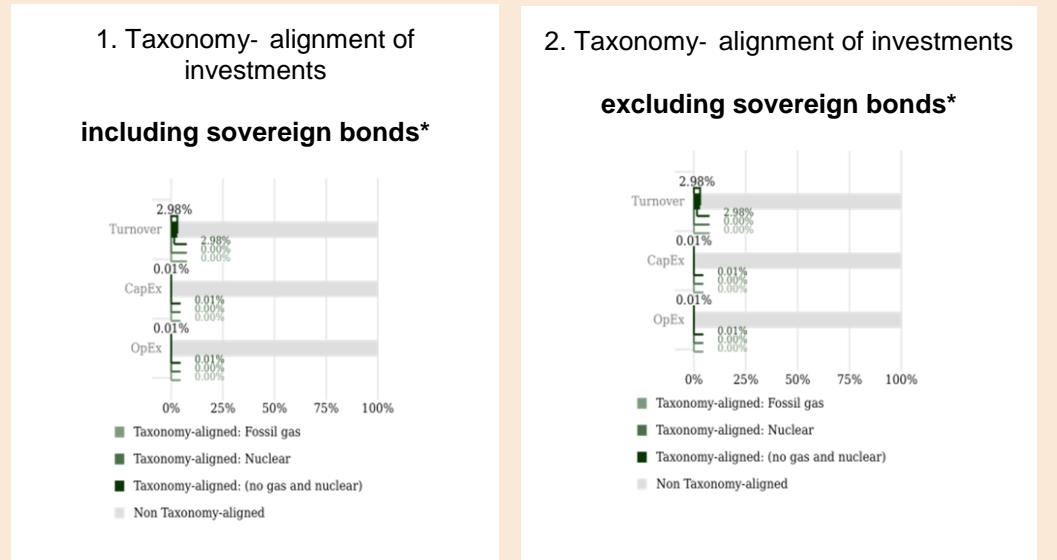 1. Taxonomy- alignment of
investments
including sovereign bonds*
2.98%
Turnover
2.98%
0.00%
0.00%
0.01%
CapEx
0.01%
0.00%
0.00%
0.01%
OpEx
0.01%
0.00%
0.00%
0% 25% 50% 75% 100%
Taxonomy-aligned: Fossil gas
Taxonomy-aligned: Nuclear
Taxonomy-aligned: (no gas and nuclear)
Non Taxonomy-aligned
2. Taxonomy- alignment of investments
excluding sovereign bonds*
2.98%
Turnover
2.98%
0.00%
0.00%
0.01%
CapEx
0.01%
0.00%
0.00%
0.01%
OpEx
0.01%
0.00%
0.00%
0% 25% 50% 75% 100%
Taxonomy-aligned: Fossil gas
Taxonomy-aligned: Nuclear
Taxonomy-aligned: (no gas and nuclear)
Non Taxonomy-aligned